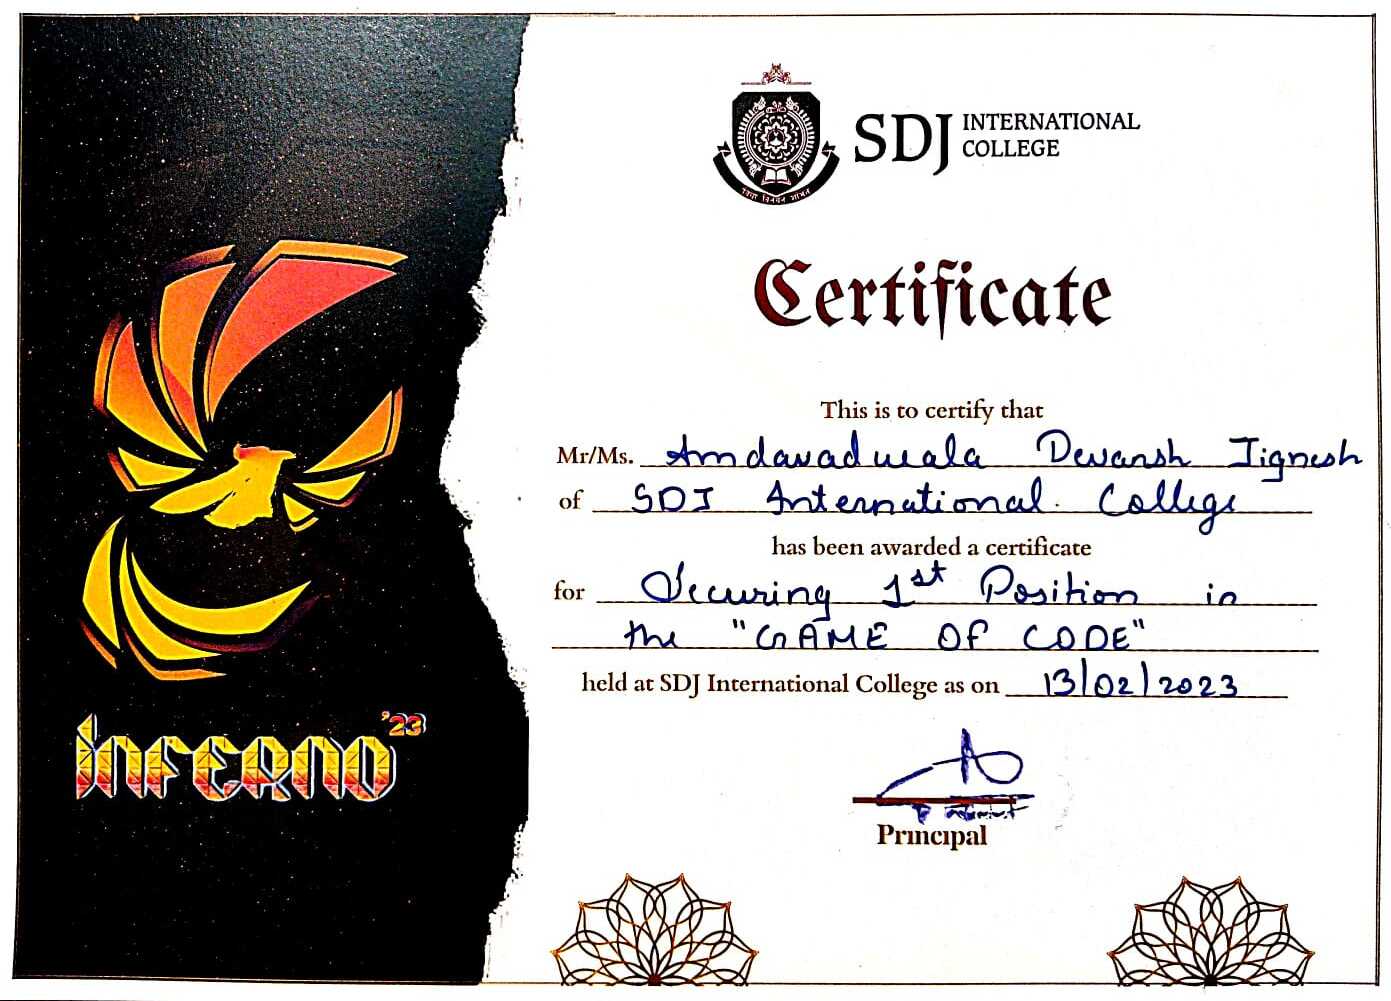 INFERNO '23
SDJ INTERNATIONAL
COLLEGE
Certificate
This is to certify that
Mr/Ms. Amdavadwala Devansh Jignesh
of SDJ International College
has been awarded a certificate
for Securing 1st Position in
the "GAME OF CODE"
held at SDJ International College as on 13/02/2023
Principal